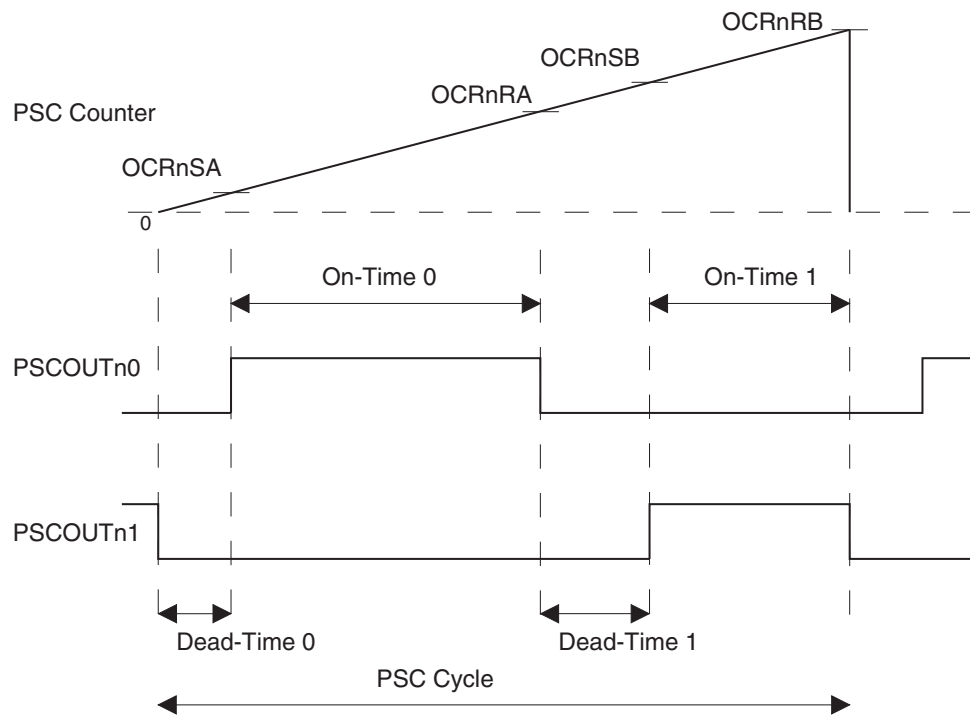 OCRnRB
OCRnSB
OCRnRA
PSC Counter
OCRnSA
0
On-Time 0
On-Time 1
PSCOUTn0
PSCOUTn1
Dead-Time 0
Dead-Time 1
PSC Cycle